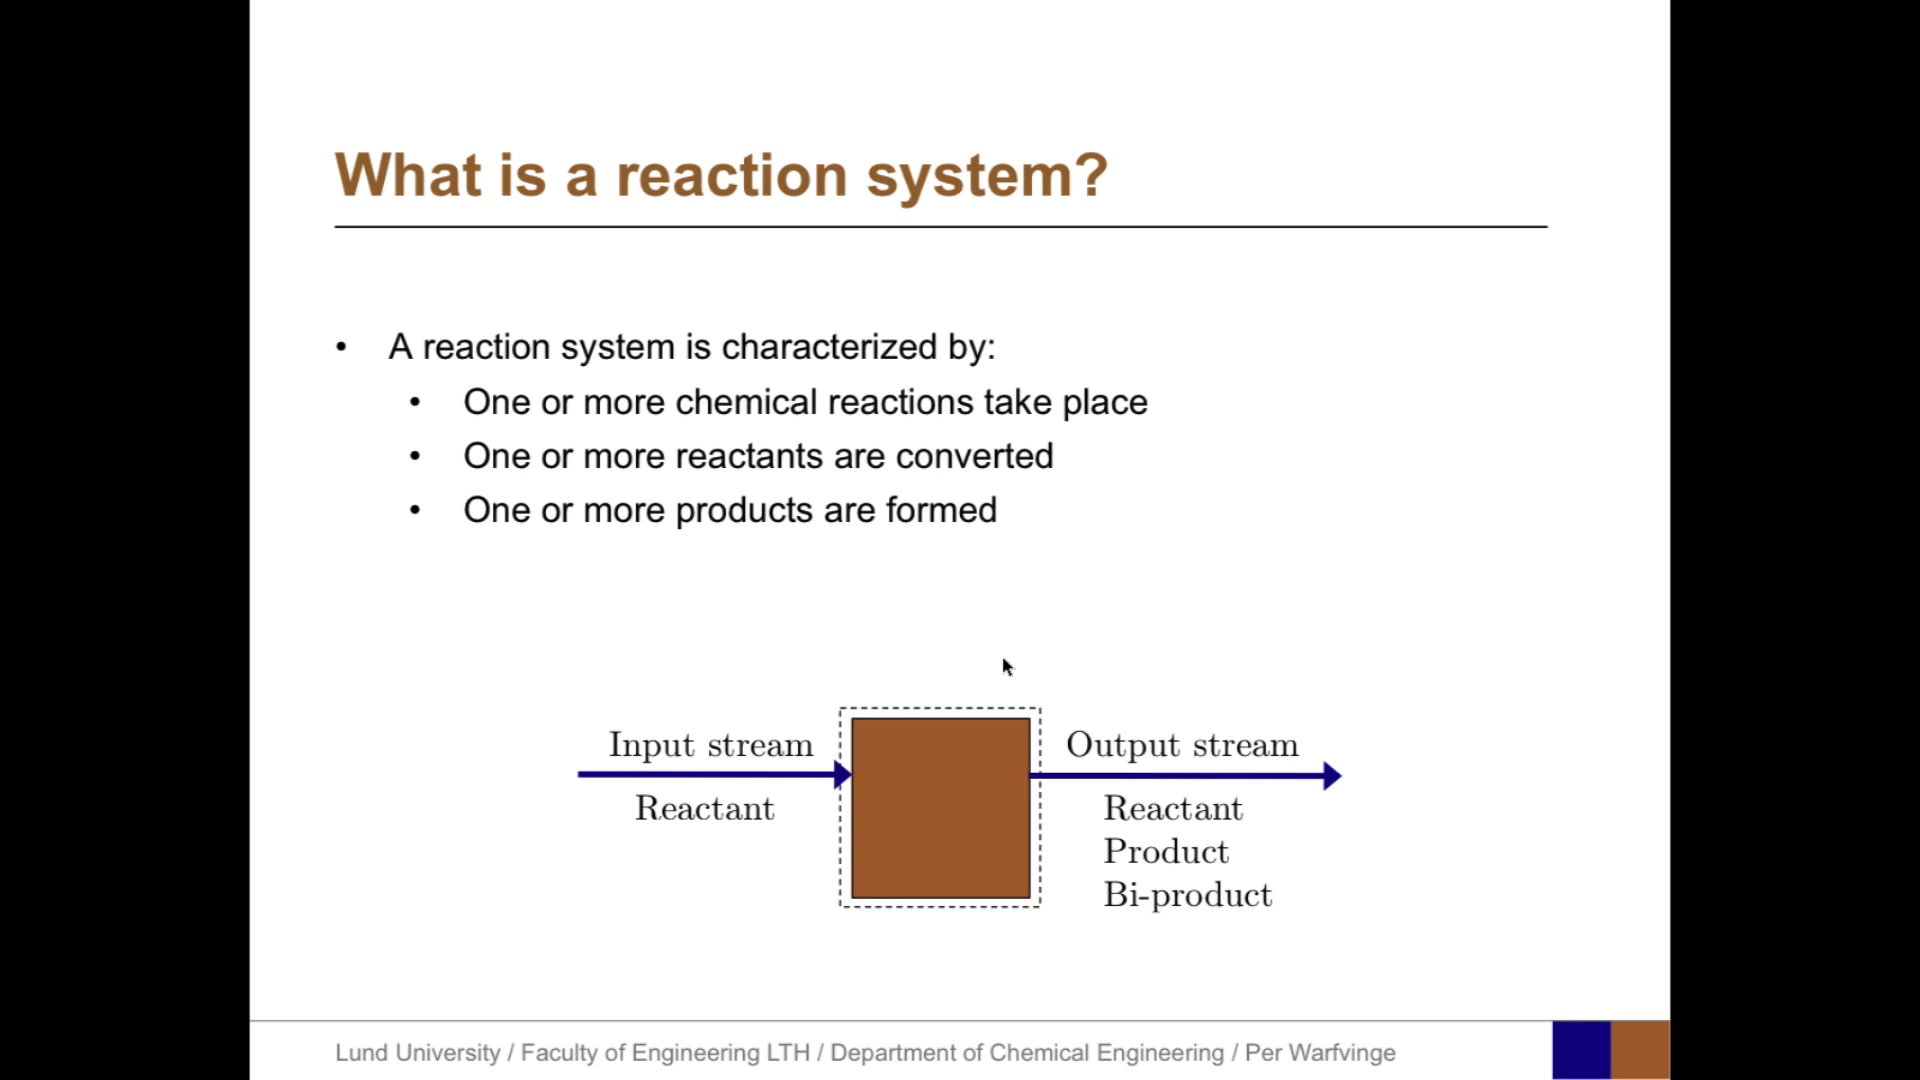 What is a reaction system?
• A reaction system is characterized by:
• One or more chemical reactions take place
• One or more reactants are converted
• One or more products are formed
Input stream
Reactant
Output stream
Reactant
Product
Bi-product
Lund University / Faculty of Engineering LTH / Department of Chemical Engineering / Per Warfvinge